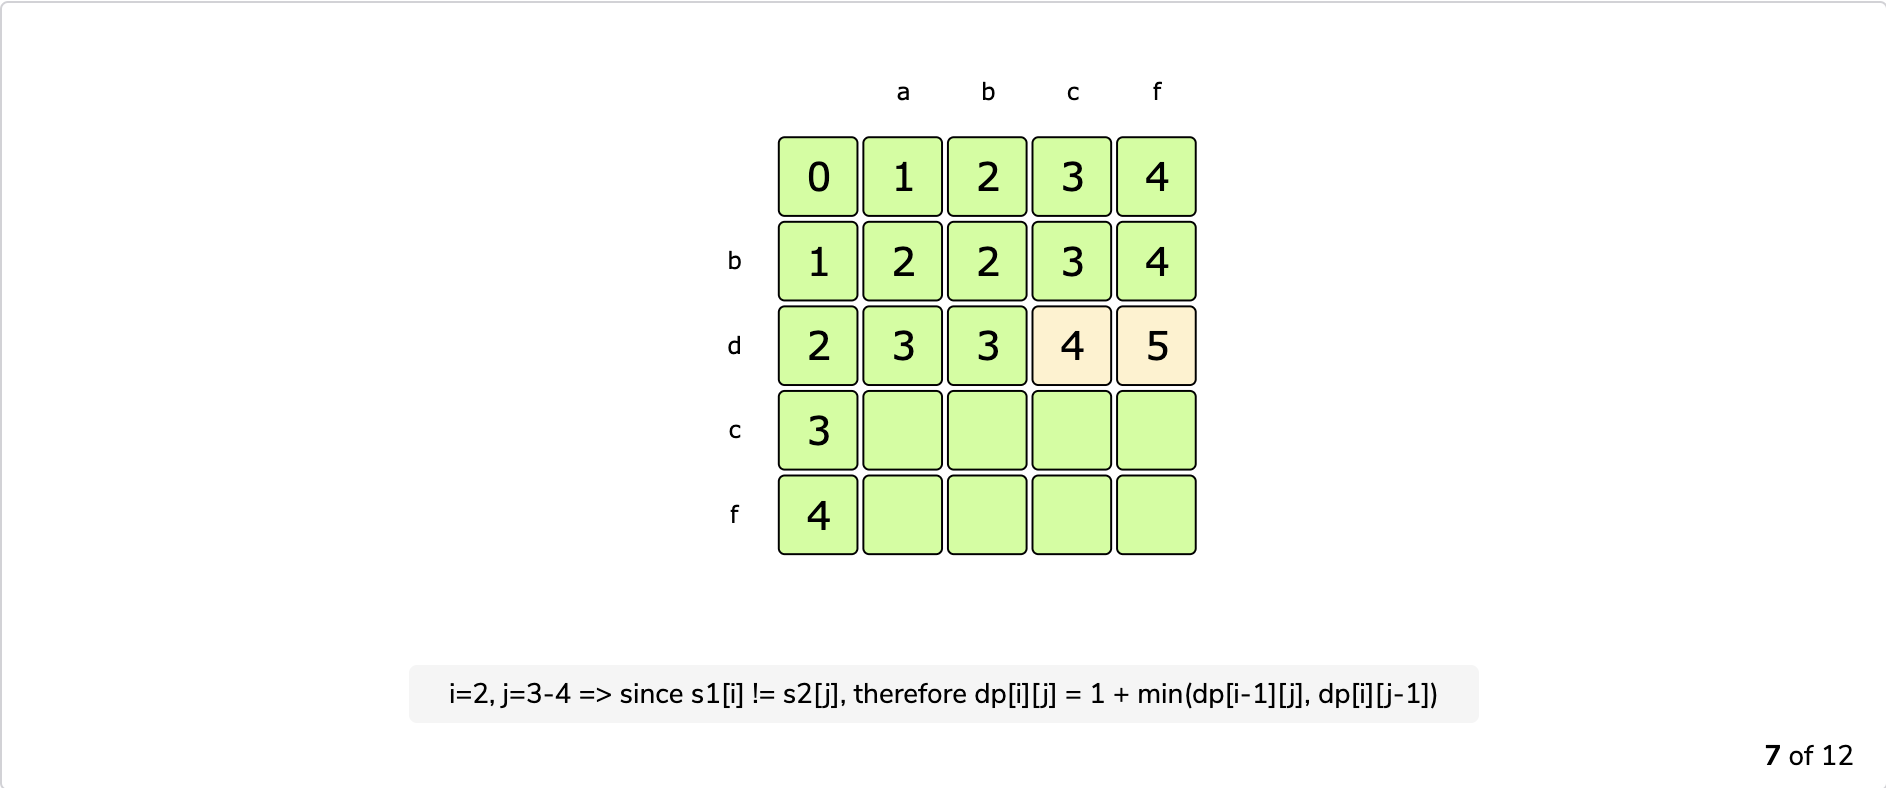 a b c f
0 1 2 3 4
b 1 2 2 3 4
d 2 3 3 4 5
c 3
f 4
i=2, j=3-4 => since s1[i] != s2[j], therefore dp[i][j] = 1 + min(dp[i-1][j], dp[i][j-1])
7 of 12